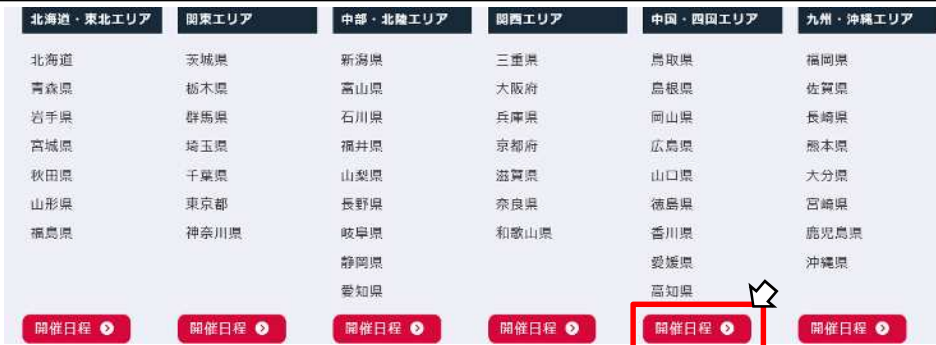 北海道・東北エリア
北海道
青森県
岩手県
宮城県
秋田県
山形県
福島県
開催日程
関東エリア
茨城県
栃木県
群馬県
埼玉県
千葉県
東京都
神奈川県
開催日程
中部・北陸エリア
新潟県
富山県
石川県
福井県
山梨県
長野県
岐阜県
静岡県
愛知県
開催日程
関西エリア
三重県
大阪府
兵庫県
京都府
滋賀県
奈良県
和歌山県
開催日程
中国・四国エリア
鳥取県
島根県
岡山県
広島県
山口県
徳島県
香川県
愛媛県
高知県
開催日程
九州・沖縄エリア
福岡県
佐賀県
長崎県
熊本県
大分県
宮崎県
鹿児島県
沖縄県
開催日程